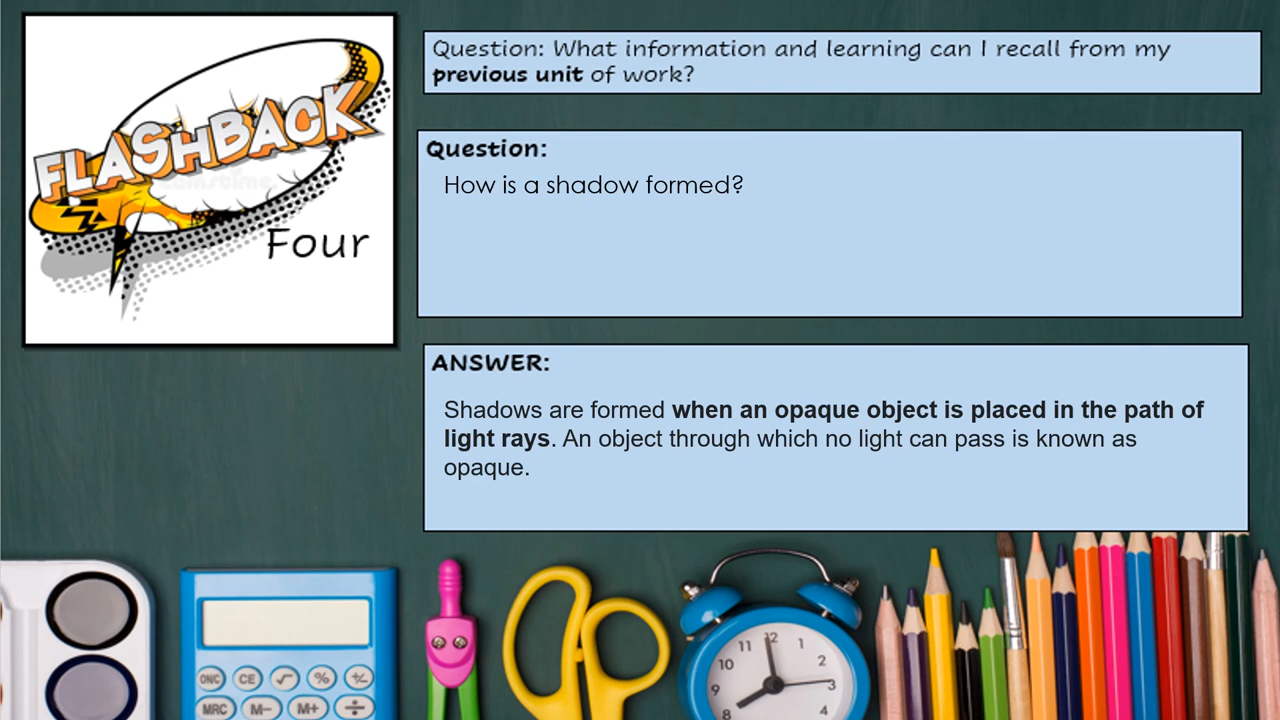 FLASHBACK
Four
Question: What information and learning can I recall from my
previous unit of work?
Question:
How is a shadow formed?
ANSWER:
Shadows are formed when an opaque object is placed in the path of
light rays. An object through which no light can pass is known as
opaque.
11 12 1
10 2
9 3
8 4
ONC CE √ % +∕-
MRC M− M+ ÷